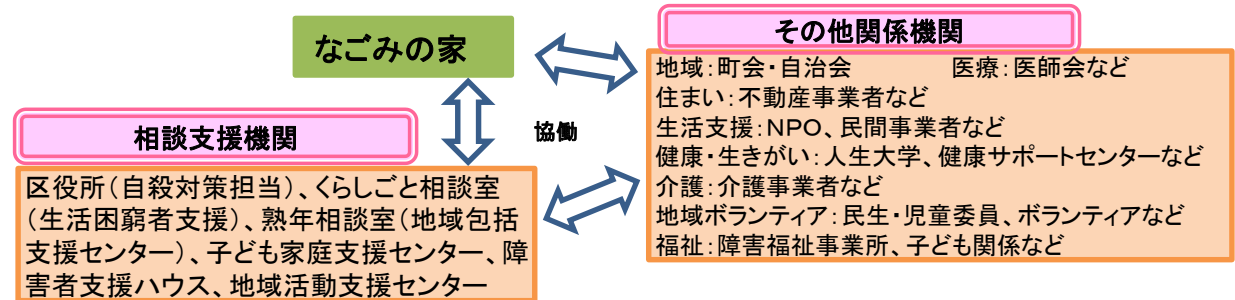 なごみの家
その他関係機関
地域：町会・自治会　医療：医師会など
住まい：不動産事業者など
生活支援：ＮＰＯ、民間事業者など
健康・生きがい：人生大学、健康サポートセンターなど
介護：介護事業者など
地域ボランティア：民生・児童委員、ボランティアなど
福祉：障害福祉事業所、子ども関係など
協働
相談支援機関
区役所（自殺対策担当）、くらしごと相談室
（生活困窮者支援）、熟年相談室（地域包括
支援センター）、子ども家庭支援センター、障
害者支援ハウス、地域活動支援センター